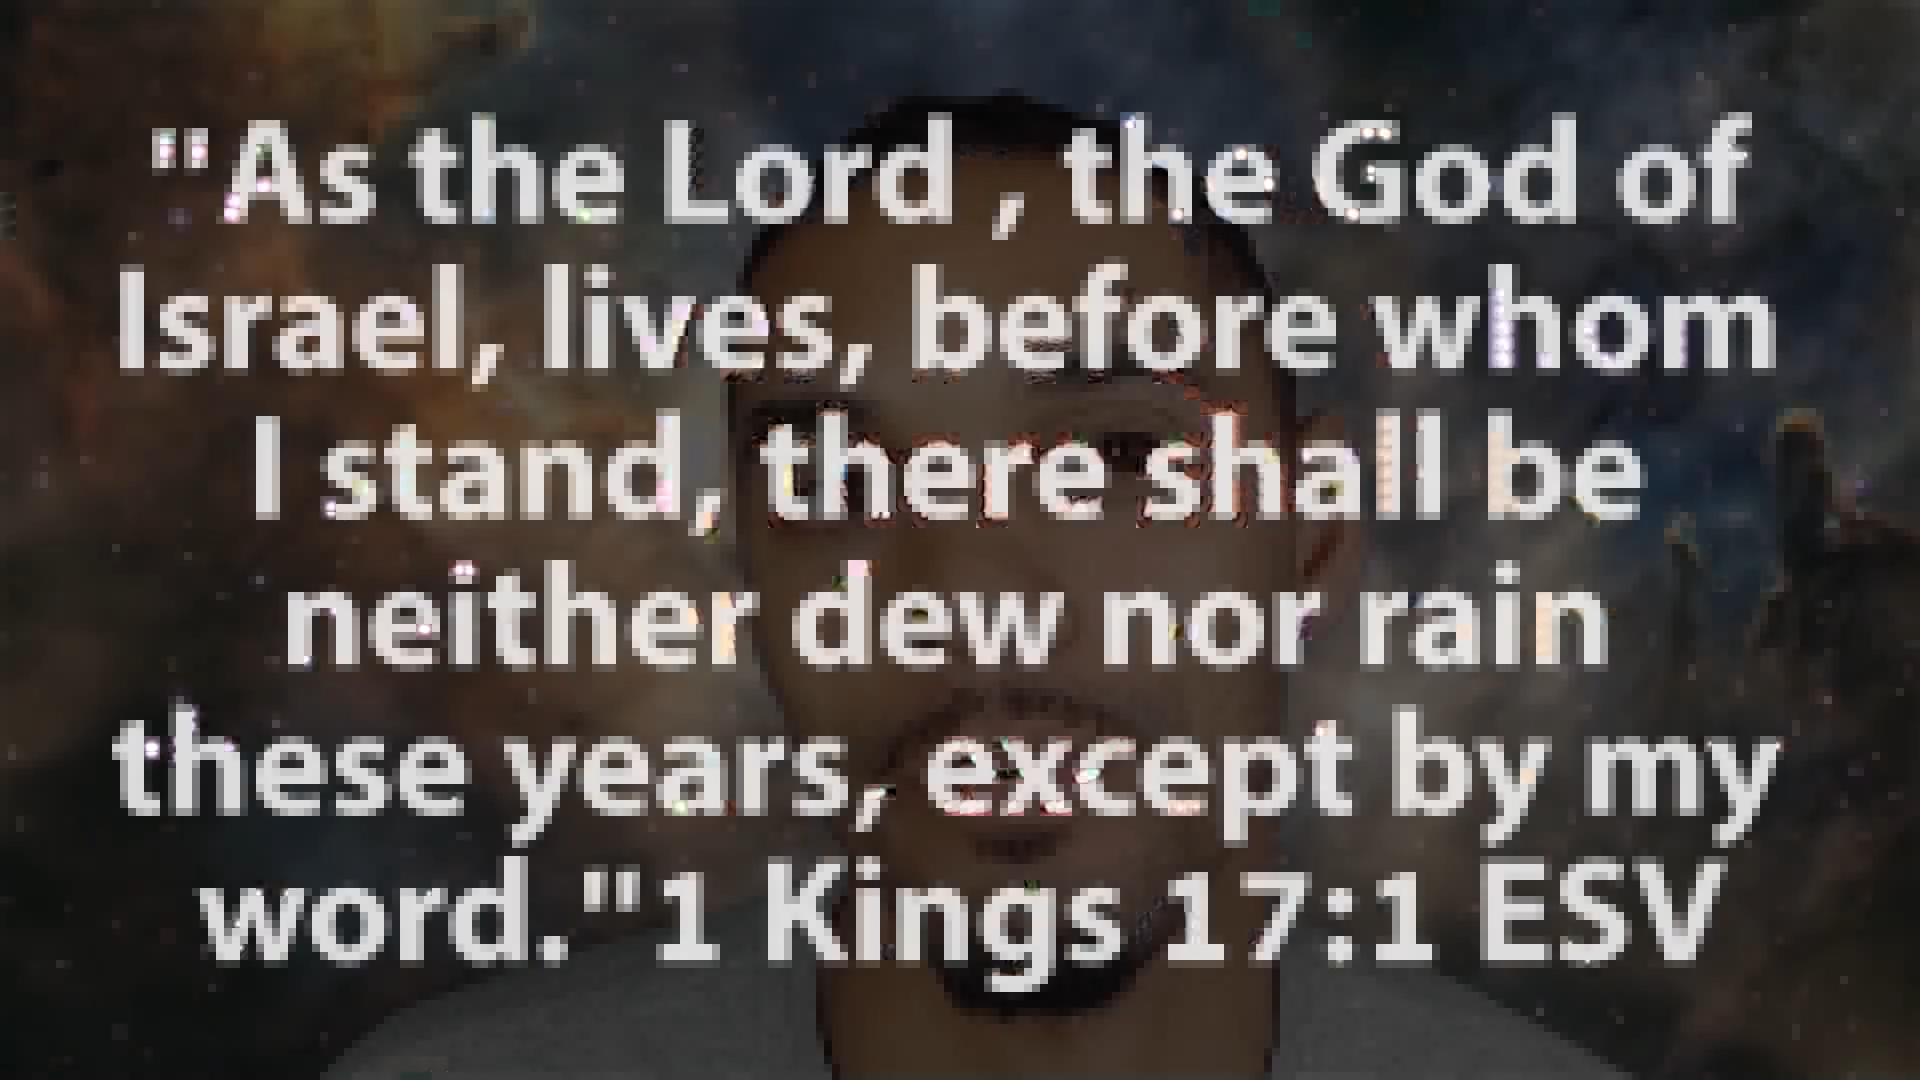 "As the Lord , the God of
Israel, lives, before whom
I stand, there shall be
neither dew nor rain
these years, except by my
word."1 Kings 17:1 ESV